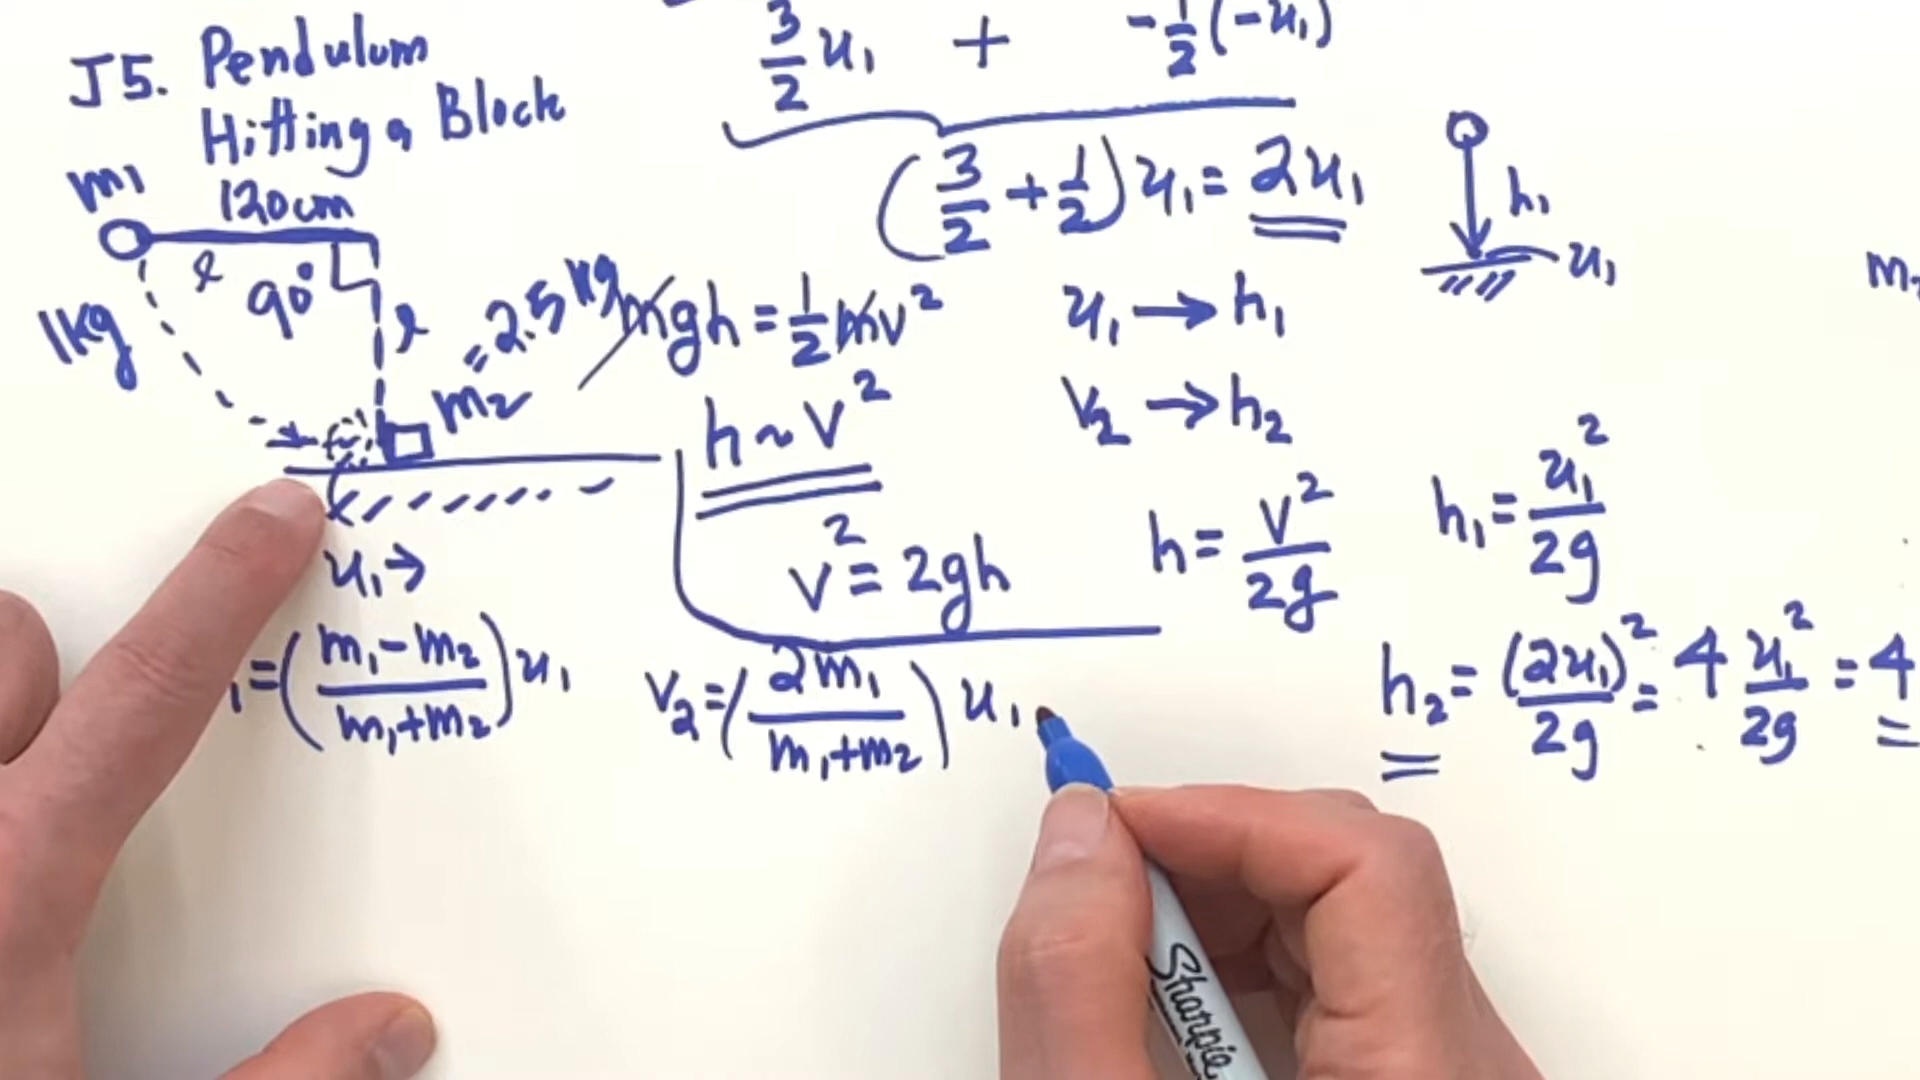 J5. Pendulum
Hitting a Block
m₁
120cm
ℓ
90°
ℓ
1kg
= 2.5 kg
m₂
u₁→
₁=((m₁-m₂)/(m₁+m₂))u₁
3/2 u₁ + -1/2(-u₁)
(3/2+1/2)u₁=2u₁
mgh=1/2mv²
h~v²
v²=2gh
v₂=(2m₁/(m₁+m₂))u₁
u₁→h₁
v₂→h₂
h=v²/2g
h₁
u₁
h₁=u₁²/2g
h₂=(2u₁)²/2g=4 u₁²/2g=4
Sharpie